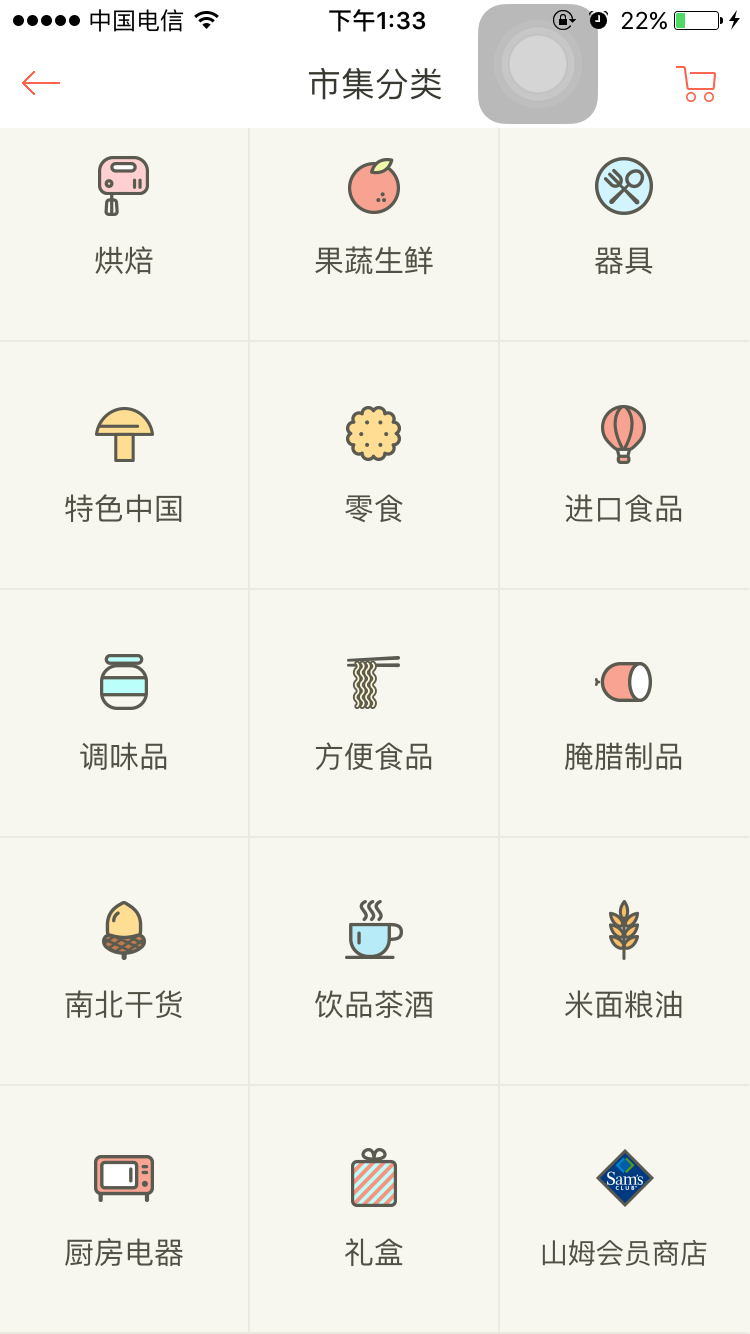 中国电信 下午1:33 22%
市集分类
烘焙 果蔬生鲜 器具
特色中国 零食 进口食品
调味品 方便食品 腌腊制品
南北干货 饮品茶酒 米面粮油
Sam's
CLUB
厨房电器 礼盒 山姆会员商店